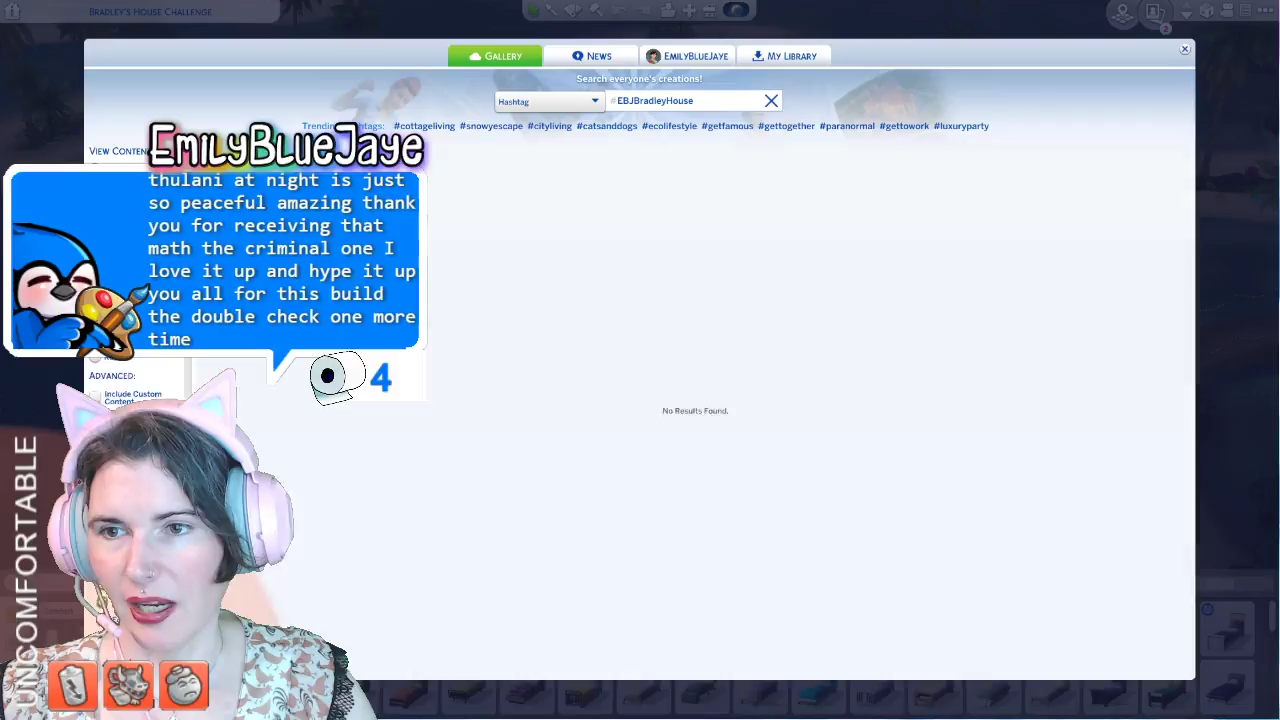 BRADLEY'S HOUSE CHALLENGE
2
GALLERY
NEWS
EMILYBLUEJAYE
MY LIBRARY
Search everyone's creations!
Hashtag
#EBJBradleyHouse
#cottageliving #snowyescape #cityliving #catsanddogs #ecolifestyle #getfamous #gettogether #paranormal #gettowork #luxuryparty
VIEW
EmilyBlueJaye
thulani at night is just
so peaceful amazing thank
you for receiving that
math the criminal one I
love it up and hype it up
you all for this build
the double check one more
time
4
ADVANCED:
Include Custom
Content
No Results Found.
UNCOMFORTABLE